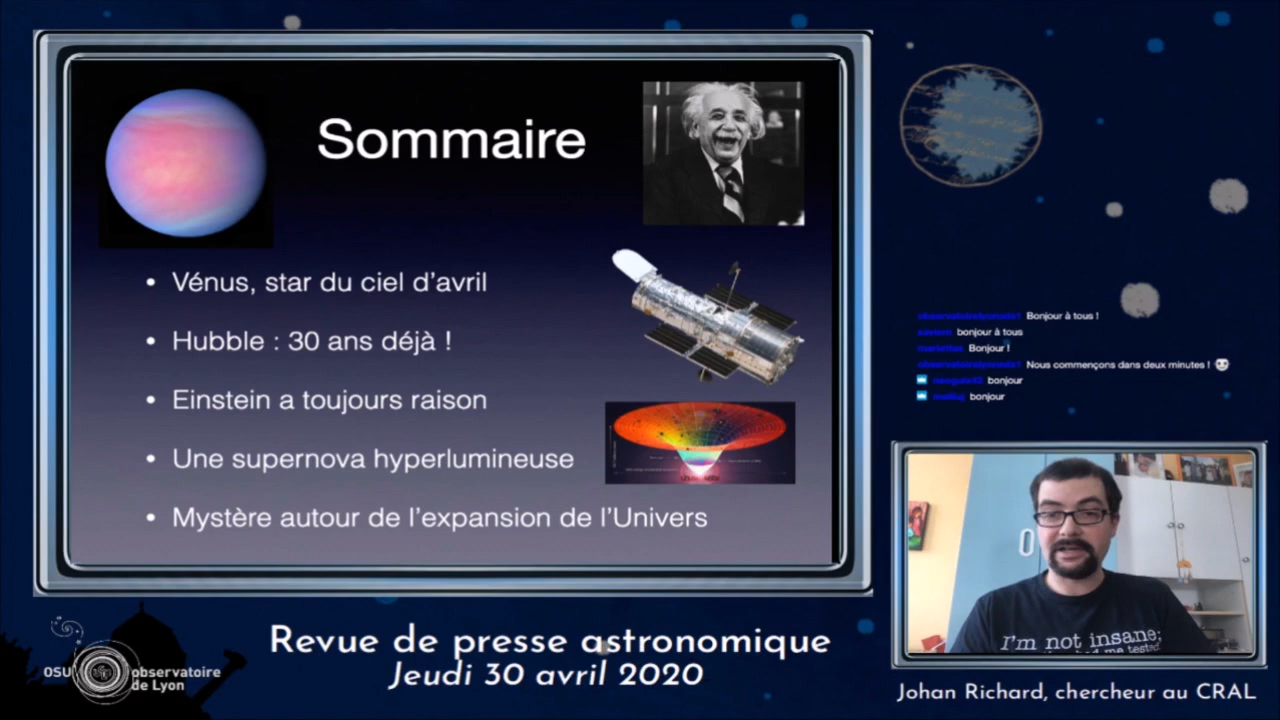 Sommaire
• Vénus, star du ciel d'avril
• Hubble : 30 ans déjà !
• Einstein a toujours raison
• Une supernova hyperlumineuse
• Mystère autour de l'expansion de l'Univers
Bonjour à tous !
bonjour à tous
Bonjour !
Nous commençons dans deux minutes !
bonjour
bonjour
I'm not insane;
Revue de presse astronomique
Jeudi 30 avril 2020
OSUL
observatoire
de Lyon
Johan Richard, chercheur au CRAL